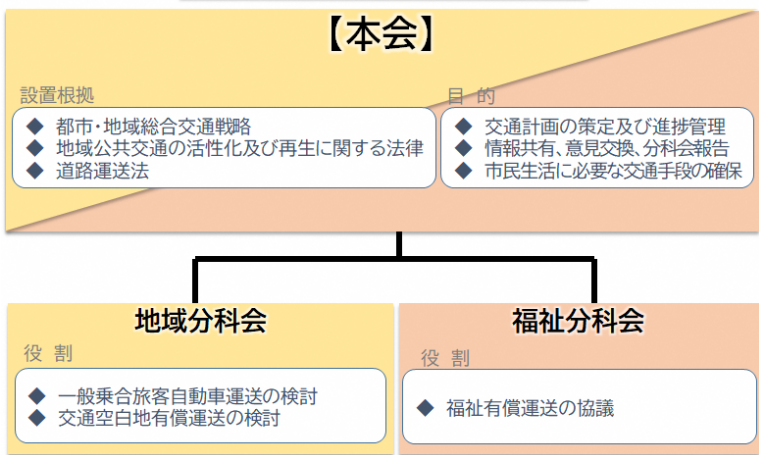 【本会】
設置根拠
◆ 都市・地域総合交通戦略
◆ 地域公共交通の活性化及び再生に関する法律
◆ 道路運送法
目 的
◆ 交通計画の策定及び進捗管理
◆ 情報共有、意見交換、分科会報告
◆ 市民生活に必要な交通手段の確保
地域分科会
役 割
◆ 一般乗合旅客自動車運送の検討
◆ 交通空白地有償運送の検討
福祉分科会
役 割
◆ 福祉有償運送の協議